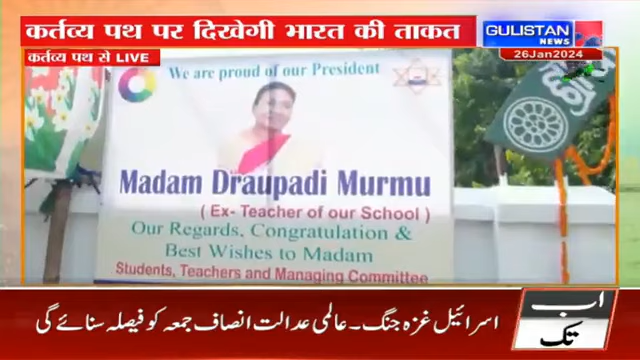 कर्तव्य पथ पर दिखेगी भारत की ताकत
GULISTAN
NEWS
26Jan2024
कर्तव्य पथ से LIVE
We are proud of our President
Madam Draupadi Murmu
( Ex- Teacher of our School )
Our Regards, Congratulation &
Best Wishes to Madam
Students, Teachers and Managing Committee
اسرائیل غزہ جنگ۔ عالمی عدالت انصاف جمعہ کو فیصلہ سنائے گی
اب
تک